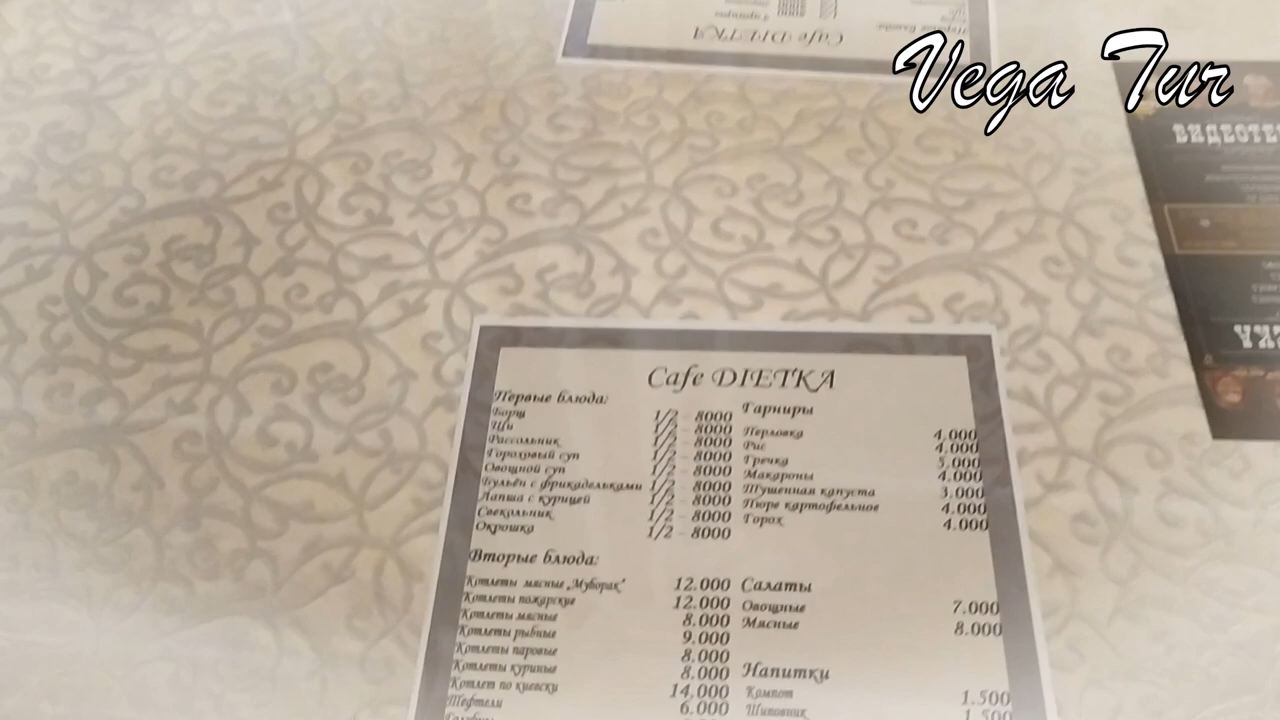 Vega Tur
Cafe DIETKA
Cafe DIETKA
Первые блюда:
Борщ 1/2 - 8000
Щи 1/2 - 8000
Рассольник 1/2 - 8000
Гороховый суп 1/2 - 8000
Овощной суп 1/2 - 8000
Бульён с фрикадельками 1/2 - 8000
Лапша с курицей 1/2 - 8000
Свекольник 1/2 - 8000
Окрошка 1/2 - 8000
Гарниры
Перловка 4.000
Рис 4.000
Гречка 5.000
Макароны 4.000
Тушенная капуста 3.000
Пюре картофельное 4.000
Горох 4.000
Вторые блюда:
Котлеты мясные „Муборак" 12.000
Котлеты пожарские 12.000
Котлеты мясные 8.000
Котлеты рыбные 9.000
Котлеты паровые 8.000
Котлеты куриные 8.000
Котлет по киевски 14.000
Тефтели 6.000
Салаты
Овощные 7.000
Мясные 8.000
Напитки
Компот 1.500
Шиповник 1.500